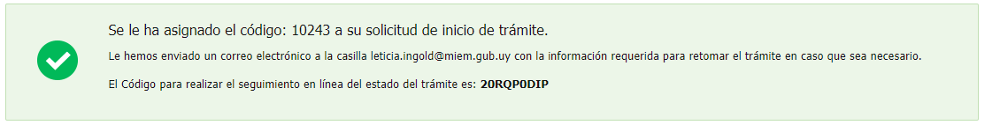 Se le ha asignado el código: 10243 a su solicitud de inicio de trámite.
Le hemos enviado un correo electrónico a la casilla leticia.ingold@miem.gub.uy con la información requerida para retomar el trámite en caso que sea necesario.
El Código para realizar el seguimiento en línea del estado del trámite es: 20RQP0DIP